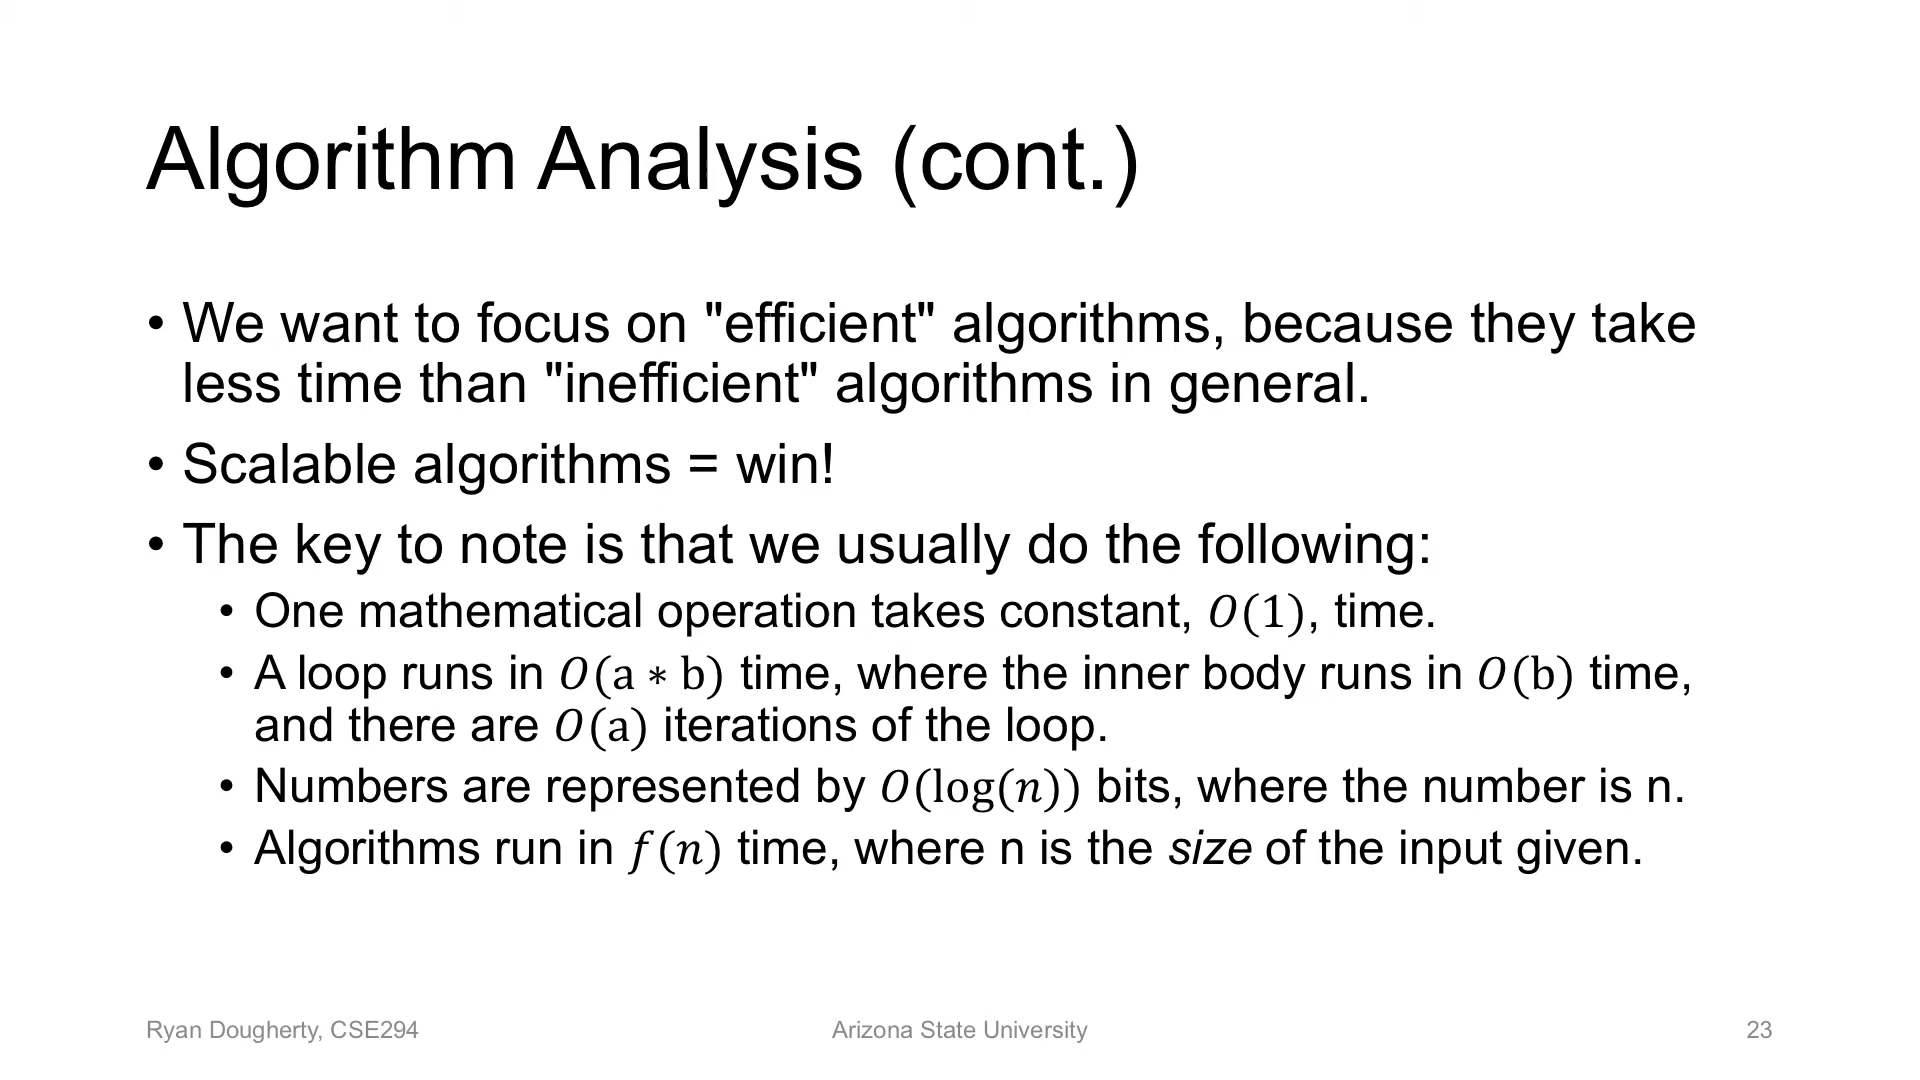 Algorithm Analysis (cont.)
• We want to focus on "efficient" algorithms, because they take
less time than "inefficient" algorithms in general.
• Scalable algorithms = win!
• The key to note is that we usually do the following:
• One mathematical operation takes constant, 𝑂(1), time.
• A loop runs in 𝑂(a ∗ b) time, where the inner body runs in 𝑂(b) time,
and there are 𝑂(a) iterations of the loop.
• Numbers are represented by 𝑂(log(𝑛)) bits, where the number is n.
• Algorithms run in 𝑓(𝑛) time, where n is the size of the input given.
Ryan Dougherty, CSE294
Arizona State University
23